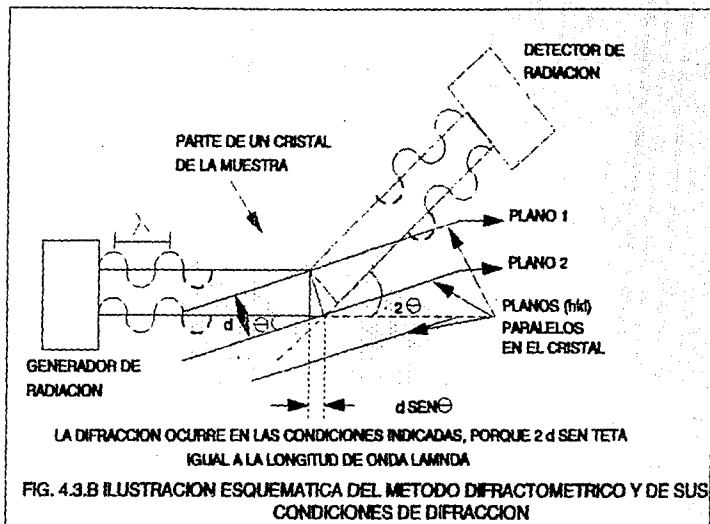 DETECTOR DE
RADIACION
PARTE DE UN CRISTAL
DE LA MUESTRA
λ
PLANO 1
PLANO 2
d
Θ
2Θ
PLANOS (hkl)
PARALELOS
EN EL CRISTAL
GENERADOR DE
RADIACION
d SENΘ
LA DIFRACCION OCURRE EN LAS CONDICIONES INDICADAS, PORQUE 2 d SEN TETA
IGUAL A LA LONGITUD DE ONDA LAMNDA
FIG. 4.3.B ILUSTRACION ESQUEMATICA DEL METODO DIFRACTOMETRICO Y DE SUS
CONDICIONES DE DIFRACCION